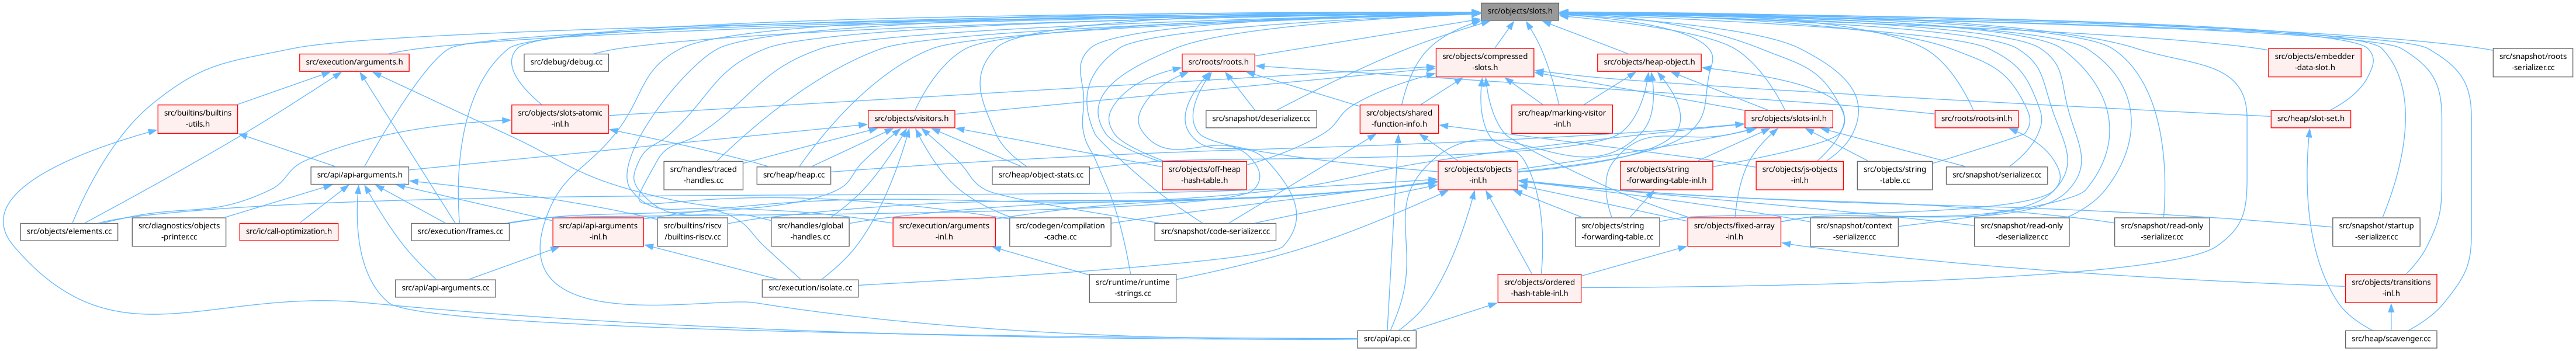 src/objects/slots.h
src/execution/arguments.h
src/debug/debug.cc
src/roots/roots.h
src/objects/compressed
-slots.h
src/objects/heap-object.h
src/objects/embedder
-data-slot.h
src/snapshot/roots
-serializer.cc
src/builtins/builtins
-utils.h
src/objects/slots-atomic
-inl.h
src/objects/visitors.h
src/snapshot/deserializer.cc
src/objects/shared
-function-info.h
src/heap/marking-visitor
-inl.h
src/objects/slots-inl.h
src/roots/roots-inl.h
src/heap/slot-set.h
src/api/api-arguments.h
src/handles/traced
-handles.cc
src/heap/heap.cc
src/heap/object-stats.cc
src/objects/off-heap
-hash-table.h
src/objects/objects
-inl.h
src/objects/string
-forwarding-table-inl.h
src/objects/js-objects
-inl.h
src/objects/string
-table.cc
src/snapshot/serializer.cc
src/objects/elements.cc
src/diagnostics/objects
-printer.cc
src/ic/call-optimization.h
src/execution/frames.cc
src/api/api-arguments
-inl.h
src/builtins/riscv
/builtins-riscv.cc
src/handles/global
-handles.cc
src/execution/arguments
-inl.h
src/codegen/compilation
-cache.cc
src/snapshot/code-serializer.cc
src/objects/string
-forwarding-table.cc
src/objects/fixed-array
-inl.h
src/snapshot/context
-serializer.cc
src/snapshot/read-only
-deserializer.cc
src/snapshot/read-only
-serializer.cc
src/snapshot/startup
-serializer.cc
src/api/api-arguments.cc
src/execution/isolate.cc
src/runtime/runtime
-strings.cc
src/objects/ordered
-hash-table-inl.h
src/objects/transitions
-inl.h
src/api/api.cc
src/heap/scavenger.cc